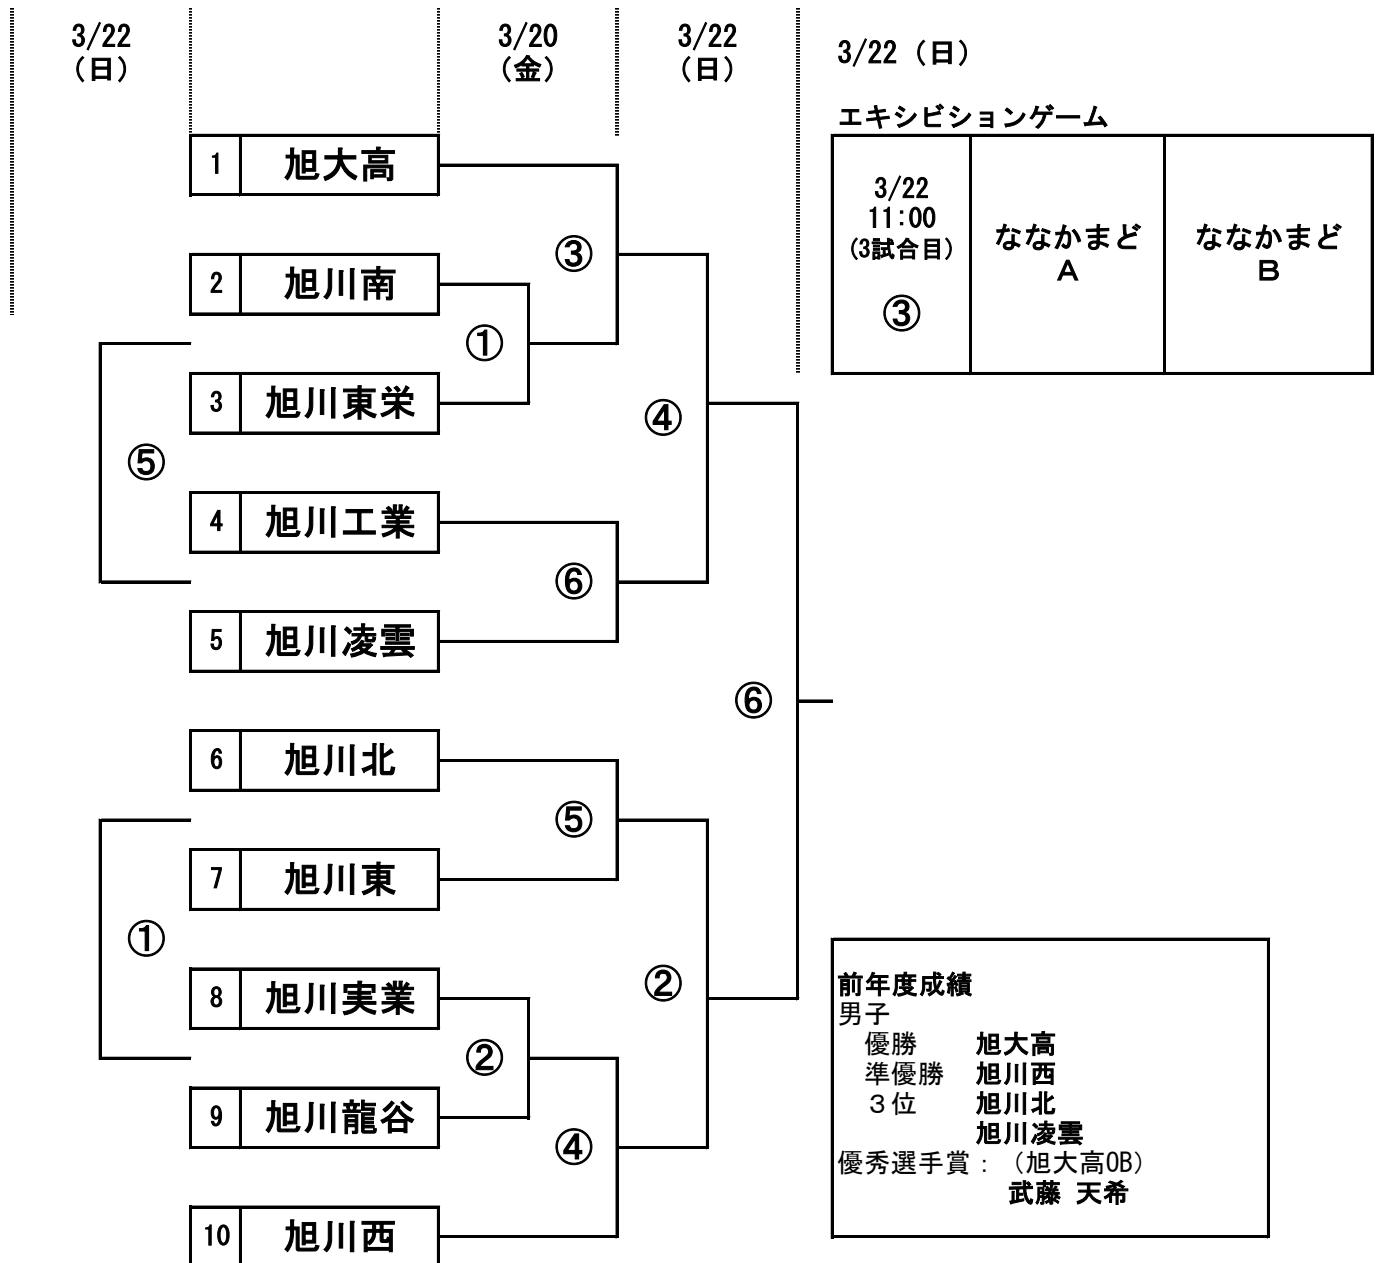 3/22
（日）
3/20
（金）
3/22
（日）
3/22（日）
エキシビションゲーム
3/22
11:00
(3試合目)
③
ななかまど
A
ななかまど
B
1 旭大高
③
2 旭川南
①
3 旭川東栄
④
⑤
4 旭川工業
⑥
5 旭川凌雲
⑥
6 旭川北
⑤
7 旭川東
①
②
8 旭川実業
②
9 旭川龍谷
④
10 旭川西
前年度成績
男子
優勝 旭大高
準優勝 旭川西
３位 旭川北
旭川凌雲
優秀選手賞：（旭大高OB）
武藤 天希